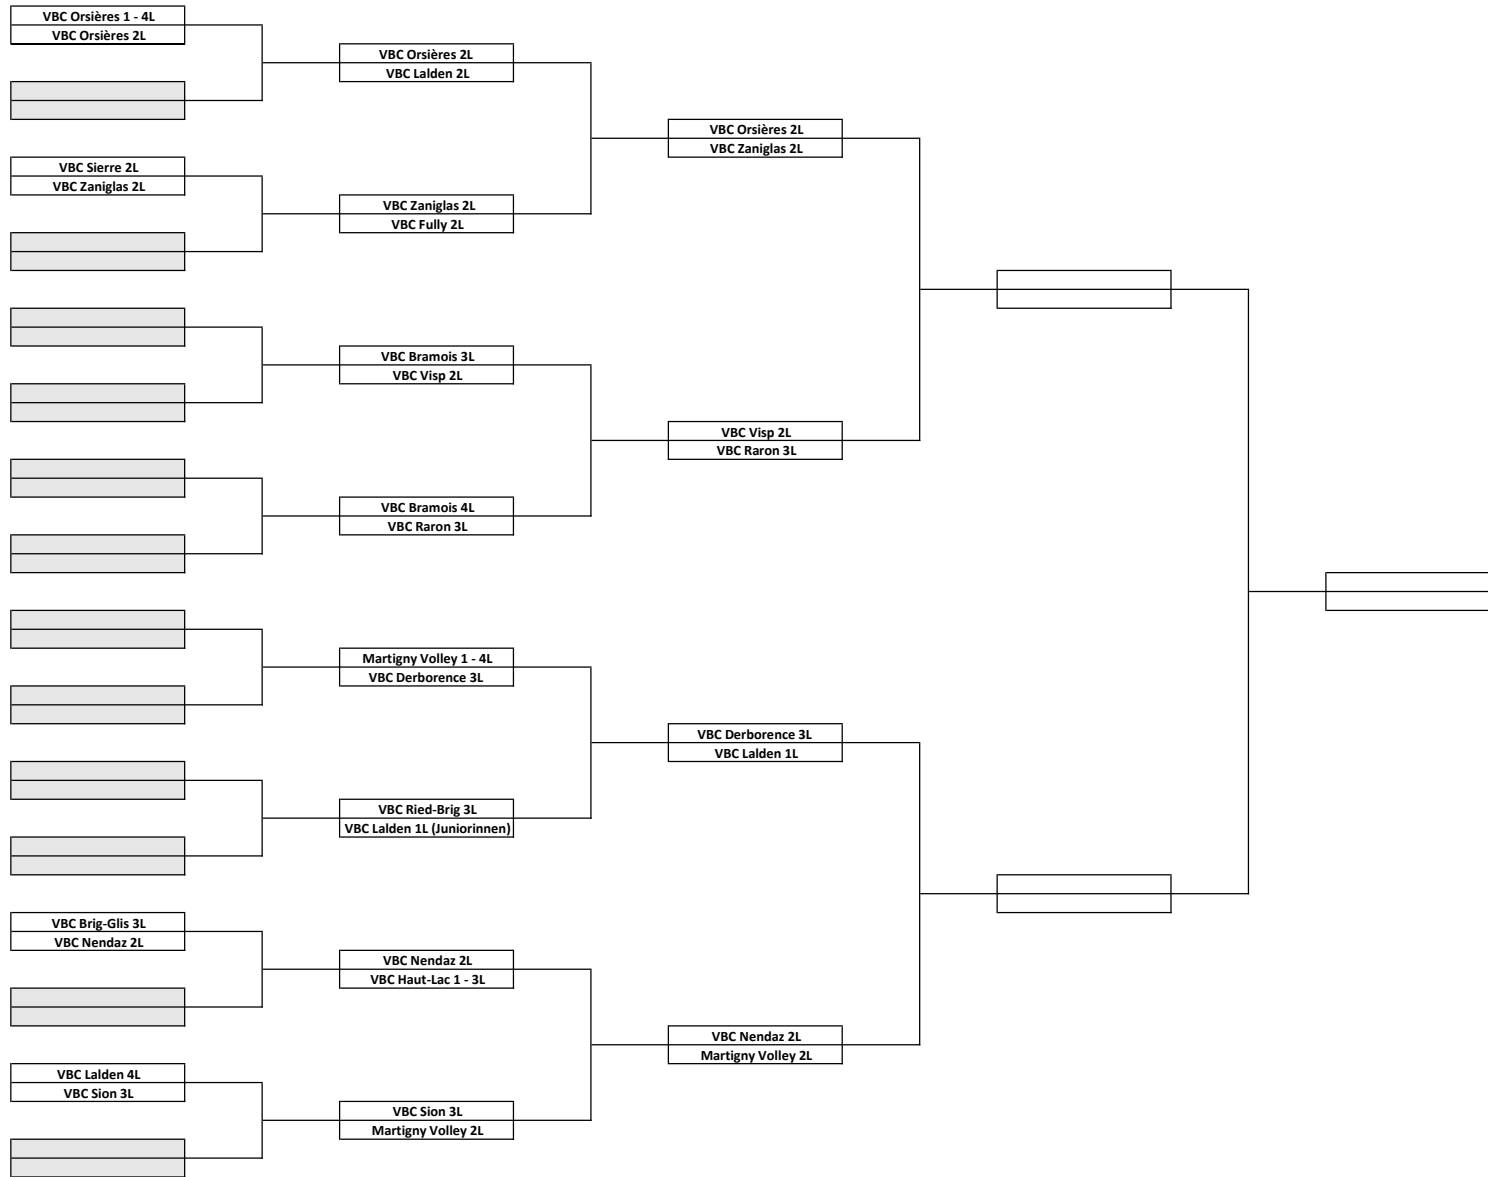 VBC Orsières 1 - 4L
VBC Orsières 2L
VBC Sierre 2L
VBC Zaniglas 2L
VBC Brig-Glis 3L
VBC Nendaz 2L
VBC Lalden 4L
VBC Sion 3L
VBC Orsières 2L
VBC Lalden 2L
VBC Zaniglas 2L
VBC Fully 2L
VBC Bramois 3L
VBC Visp 2L
VBC Bramois 4L
VBC Raron 3L
Martigny Volley 1 - 4L
VBC Derborence 3L
VBC Ried-Brig 3L
VBC Lalden 1L (Juniorinnen)
VBC Nendaz 2L
VBC Haut-Lac 1 - 3L
VBC Sion 3L
Martigny Volley 2L
VBC Orsières 2L
VBC Zaniglas 2L
VBC Visp 2L
VBC Raron 3L
VBC Derborence 3L
VBC Lalden 1L
VBC Nendaz 2L
Martigny Volley 2L